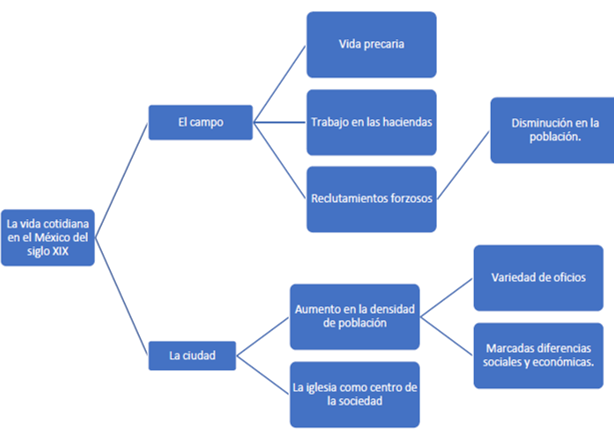 La vida cotidiana
en el México del
siglo XIX
El campo
Vida precaria
Trabajo en las haciendas
Reclutamientos forzosos
Disminución en la
población.
La ciudad
Aumento en la densidad
de población
Variedad de oficios
Marcadas diferencias
sociales y económicas.
La iglesia como centro de
la sociedad